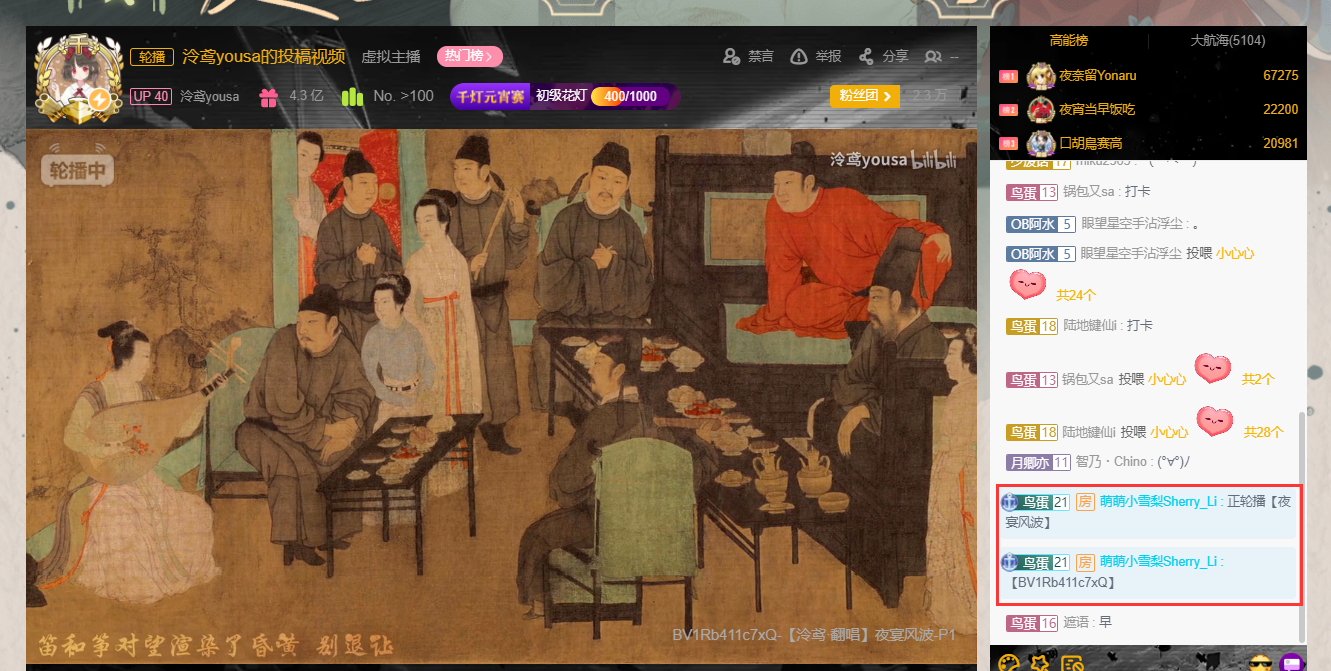 轮播 泠鸢yousa的投稿视频 虚拟主播 热门榜>
禁言 举报 分享 --
UP 40 泠鸢yousa 4.3 亿 No. >100 千灯元宵赛 初级花灯 400/1000
粉丝团 > 2.3 万
轮播中
泠鸢yousa bilibili
笛和筝对望渲染了昏黄 别退让
BV1Rb411c7xQ-【泠鸢·翻唱】夜宴风波-P1
高能榜 大航海(5104)
榜1 夜奈留Yonaru 67275
榜2 夜宵当早饭吃 22200
榜3 口胡鳥赛高 20981
鸟蛋 13 锅包又sa : 打卡
OB阿水 5 眼望星空手沾浮尘 : 。
OB阿水 5 眼望星空手沾浮尘 投喂 小心心
共24个
鸟蛋 18 陆地键仙i : 打卡
鸟蛋 13 锅包又sa 投喂 小心心 共2个
鸟蛋 18 陆地键仙i 投喂 小心心 共28个
月卿亦 11 智乃・Chino : (°∀°)/
鸟蛋 21 房 萌萌小雪梨Sherry_Li : 正轮播【夜
宴风波】
鸟蛋 21 房 萌萌小雪梨Sherry_Li :
【BV1Rb411c7xQ】
鸟蛋 16 遮语 : 早